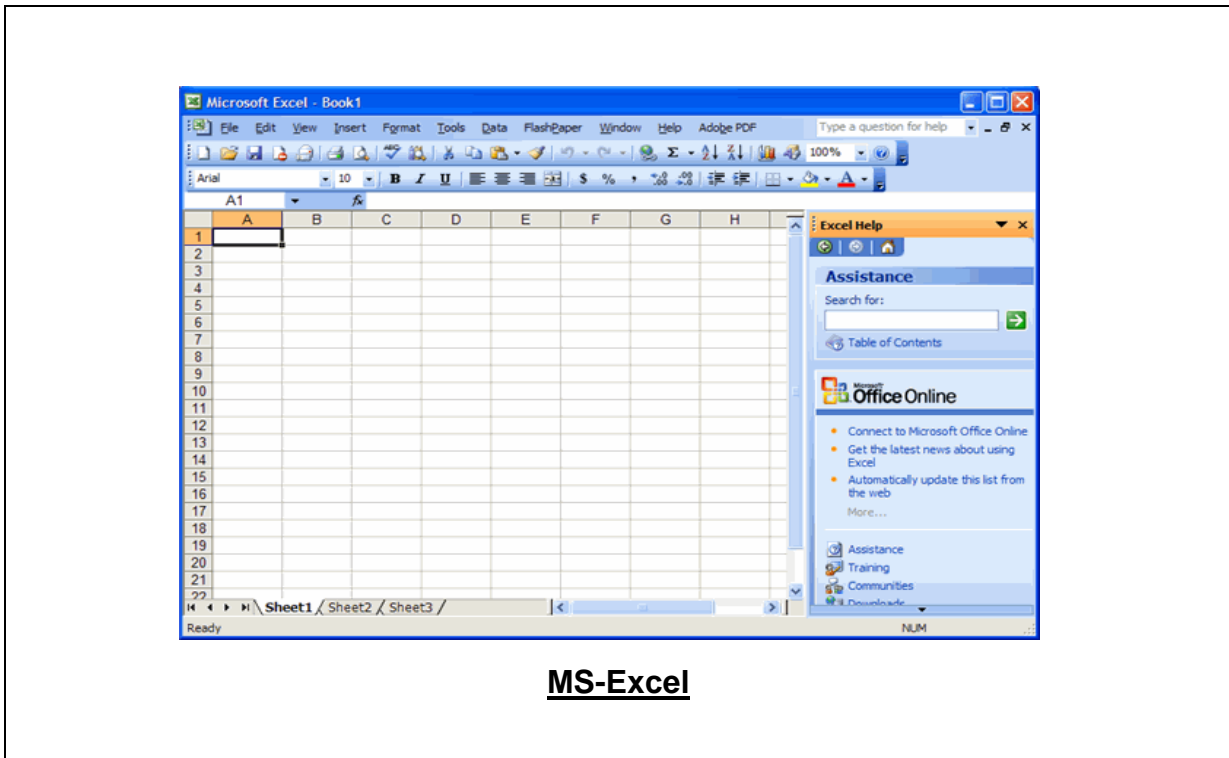 Microsoft Excel - Book1
File Edit View Insert Format Tools Data FlashPaper Window Help Adobe PDF Type a question for help
100%
Arial 10 B I U $ % ,
A1 fx
A B C D E F G H
Excel Help
1
2
3
4
5
6
7
8
9
10
11
12
13
14
15
16
17
18
19
20
21
22
Assistance
Search for:
Table of Contents
Microsoft
Office Online
Connect to Microsoft Office Online
Get the latest news about using
Excel
Automatically update this list from
the web
More...
Assistance
Training
Communities
Downloads
Sheet1 Sheet2 Sheet3
Ready NUM
MS-Excel